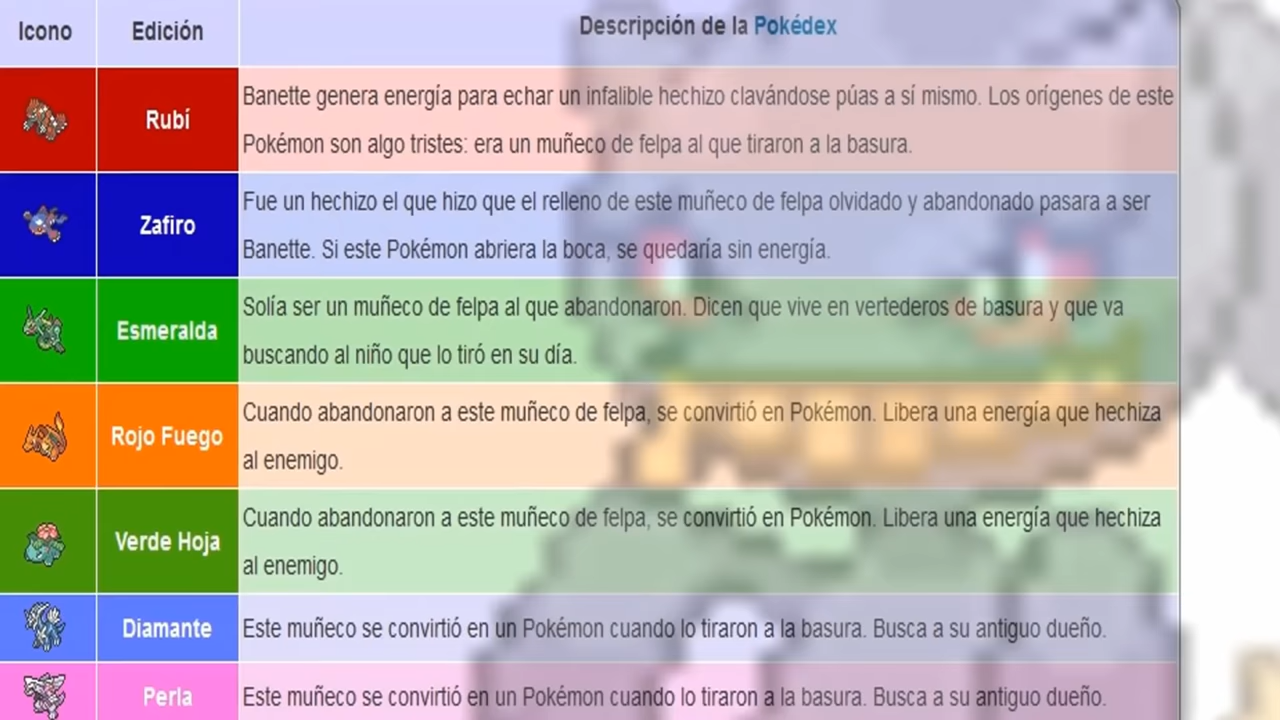 Icono Edición Descripción de la Pokédex
Rubí
Banette genera energía para echar un infalible hechizo clavándose púas a sí mismo. Los orígenes de este
Pokémon son algo tristes: era un muñeco de felpa al que tiraron a la basura.
Zafiro
Fue un hechizo el que hizo que el relleno de este muñeco de felpa olvidado y abandonado pasara a ser
Banette. Si este Pokémon abriera la boca, se quedaría sin energía.
Esmeralda
Solía ser un muñeco de felpa al que abandonaron. Dicen que vive en vertederos de basura y que va
buscando al niño que lo tiró en su día.
Rojo Fuego
Cuando abandonaron a este muñeco de felpa, se convirtió en Pokémon. Libera una energía que hechiza
al enemigo.
Verde Hoja
Cuando abandonaron a este muñeco de felpa, se convirtió en Pokémon. Libera una energía que hechiza
al enemigo.
Diamante Este muñeco se convirtió en un Pokémon cuando lo tiraron a la basura. Busca a su antiguo dueño.
Perla Este muñeco se convirtió en un Pokémon cuando lo tiraron a la basura. Busca a su antiguo dueño.